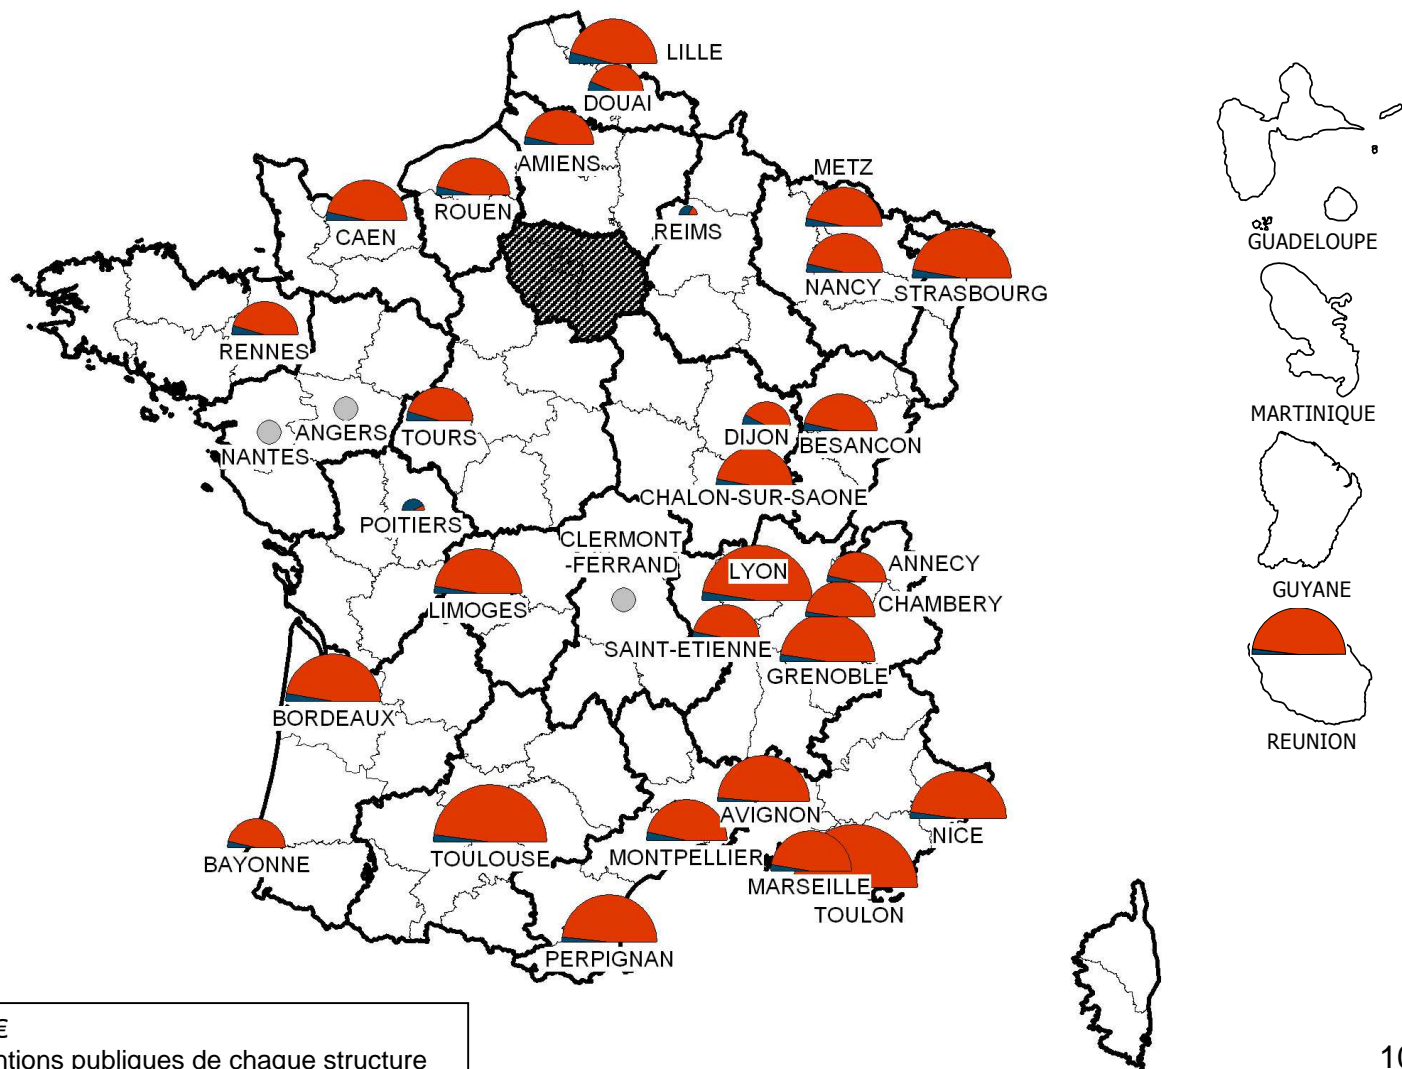 LILLE
DOUAI
AMIENS
METZ
ROUEN
REIMS
CAEN
NANCY
STRASBOURG
RENNES
ANGERS
TOURS
NANTES
DIJON
BESANCON
CHALON-SUR-SAONE
POITIERS
CLERMONT
-FERRAND
LYON
ANNECY
LIMOGES
CHAMBERY
SAINT-ETIENNE
GRENOBLE
BORDEAUX
AVIGNON
NICE
BAYONNE
TOULOUSE
MONTPELLIER
MARSEILLE
TOULON
PERPIGNAN
GUADELOUPE
MARTINIQUE
GUYANE
REUNION
€
ntions publiques de chaque structure
10